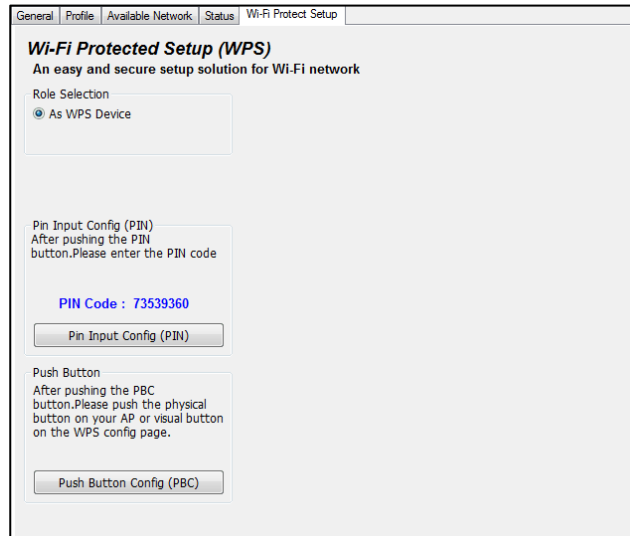 General Profile Available Network Status Wi-Fi Protect Setup
Wi-Fi Protected Setup (WPS)
An easy and secure setup solution for Wi-Fi network
Role Selection
As WPS Device
Pin Input Config (PIN)
After pushing the PIN
button.Please enter the PIN code
PIN Code : 73539360
Pin Input Config (PIN)
Push Button
After pushing the PBC
button.Please push the physical
button on your AP or visual button
on the WPS config page.
Push Button Config (PBC)